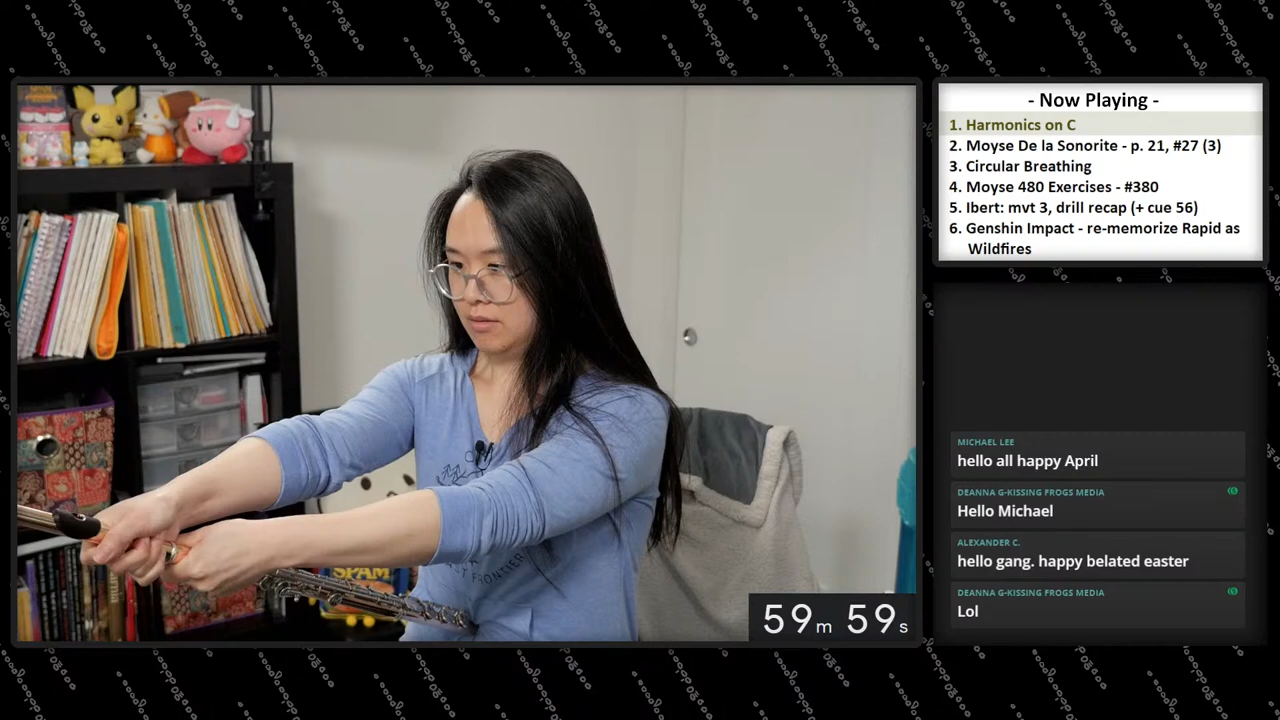 - Now Playing -
1. Harmonics on C
2. Moyse De la Sonorite - p. 21, #27 (3)
3. Circular Breathing
4. Moyse 480 Exercises - #380
5. Ibert: mvt 3, drill recap (+ cue 56)
6. Genshin Impact - re-memorize Rapid as
Wildfires
MICHAEL LEE
hello all happy April
DEANNA G-KISSING FROGS MEDIA
Hello Michael
ALEXANDER C.
hello gang. happy belated easter
DEANNA G-KISSING FROGS MEDIA
Lol
SPAM
59m 59s